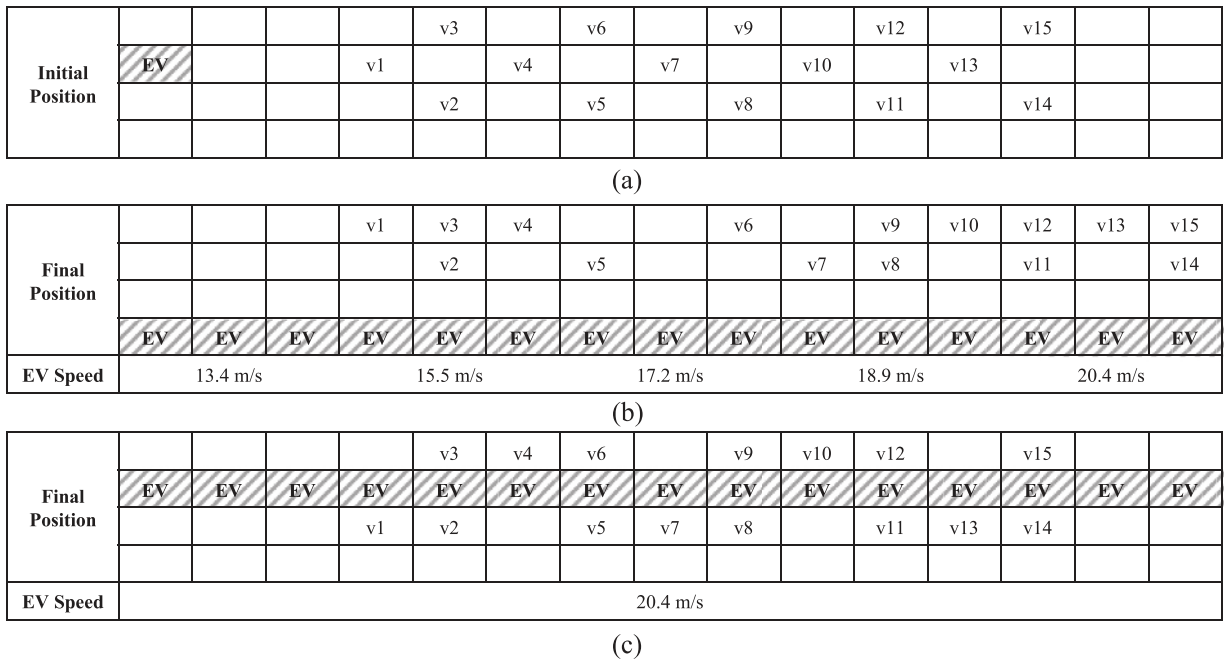 v3 v6 v9 v12 v15
Initial Position EV v1 v4 v7 v10 v13
v2 v5 v8 v11 v14
(a)
v1 v3 v4 v6 v9 v10 v12 v13 v15
Final Position v2 v5 v7 v8 v11 v14
EV EV EV EV EV EV EV EV EV EV EV EV EV EV EV
EV Speed 13.4 m/s 15.5 m/s 17.2 m/s 18.9 m/s 20.4 m/s
(b)
v3 v4 v6 v9 v10 v12 v15
Final Position EV EV EV EV EV EV EV EV EV EV EV EV EV EV EV
v1 v2 v5 v7 v8 v11 v13 v14
EV Speed 20.4 m/s
(c)